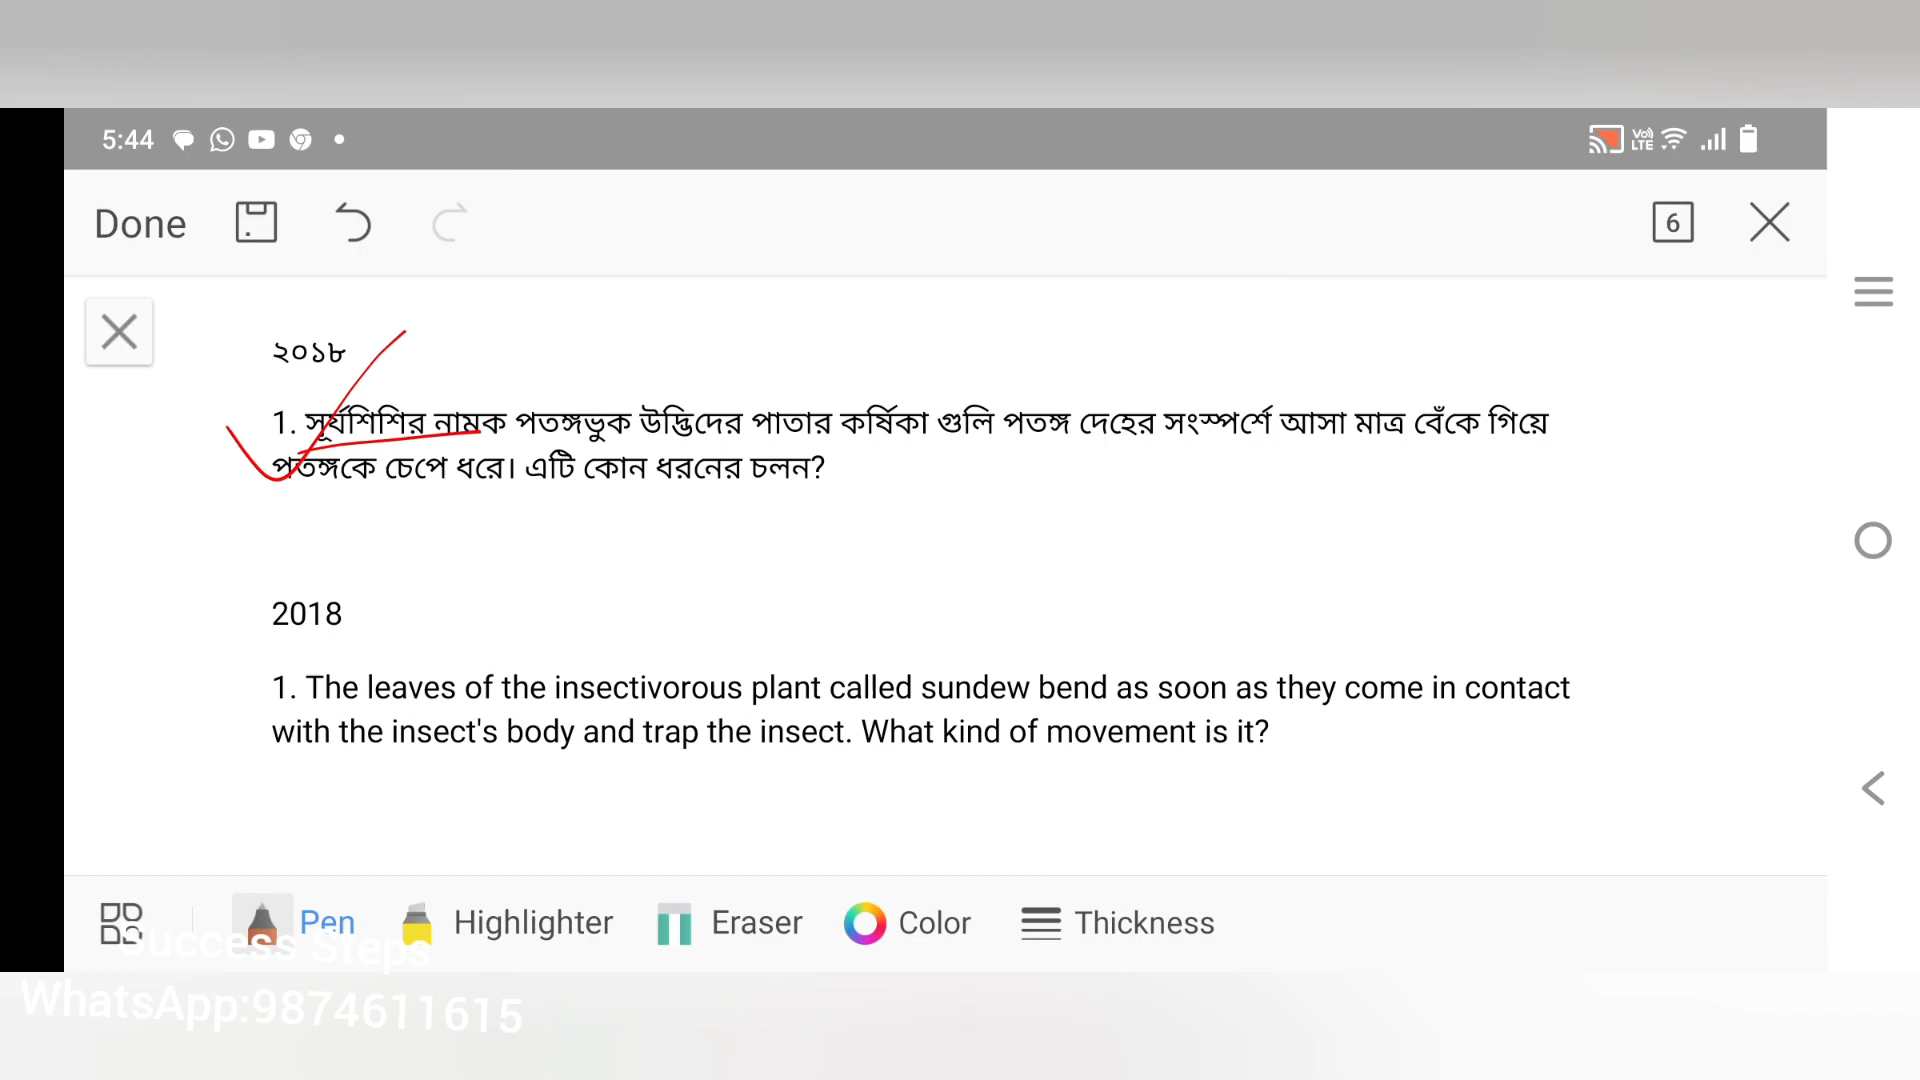 5:44
Vo) LTE
Done
6
২০১৮
1. সূর্যশিশির নামক পতঙ্গভুক উদ্ভিদের পাতার কর্ষিকা গুলি পতঙ্গ দেহের সংস্পর্শে আসা মাত্র বেঁকে গিয়ে
পতঙ্গকে চেপে ধরে। এটি কোন ধরনের চলন?
2018
1. The leaves of the insectivorous plant called sundew bend as soon as they come in contact
with the insect's body and trap the insect. What kind of movement is it?
Pen Highlighter Eraser Color Thickness
Success Steps
WhatsApp:9874611615